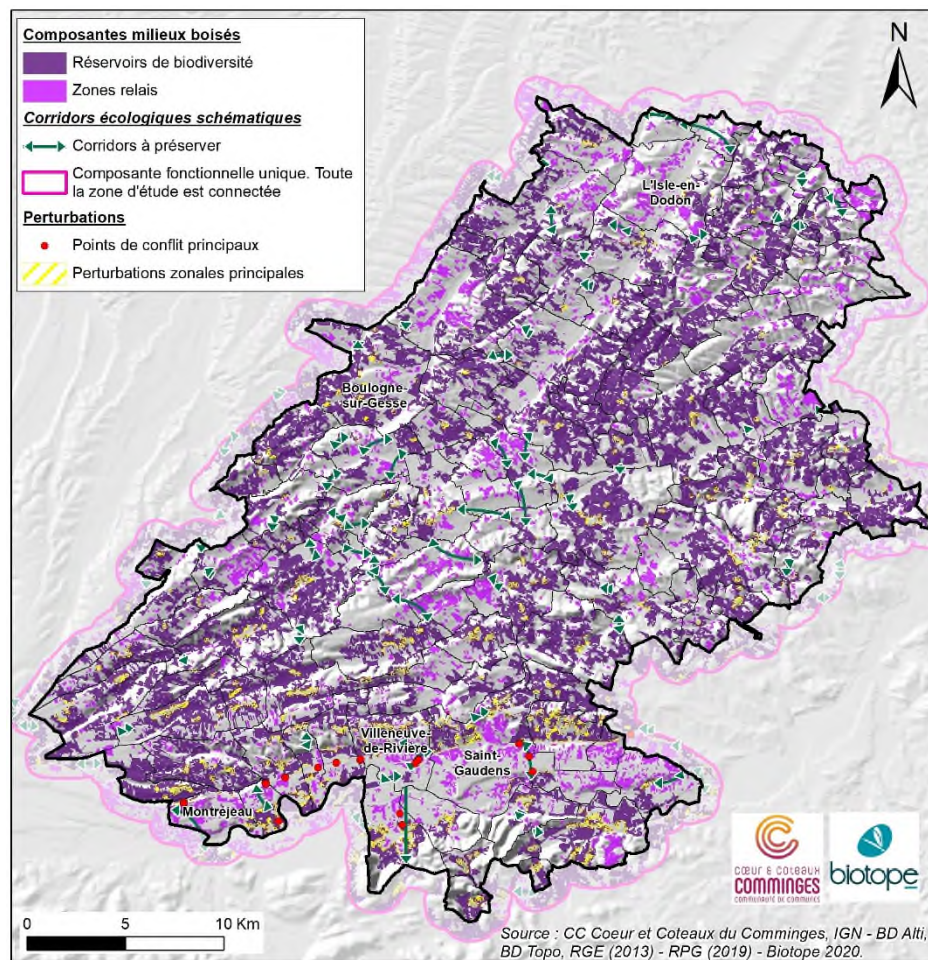 Composantes milieux boisés
Réservoirs de biodiversité
Zones relais
Corridors écologiques schématiques
Corridors à préserver
Composante fonctionnelle unique. Toute
la zone d'étude est connectée
Perturbations
Points de conflit principaux
Perturbations zonales principales
N
L'Isle-en-
Dodon
Boulogne-
sur-Gesse
Villeneuve-
de-Rivière
Saint-
Gaudens
Montréjeau
0 5 10 Km
cœur & coteaux
COMMINGES
COMMUNAUTÉ DE COMMUNES
biotope
Source : CC Coeur et Coteaux du Comminges, IGN - BD Alti,
BD Topo, RGE (2013) - RPG (2019) - Biotope 2020.